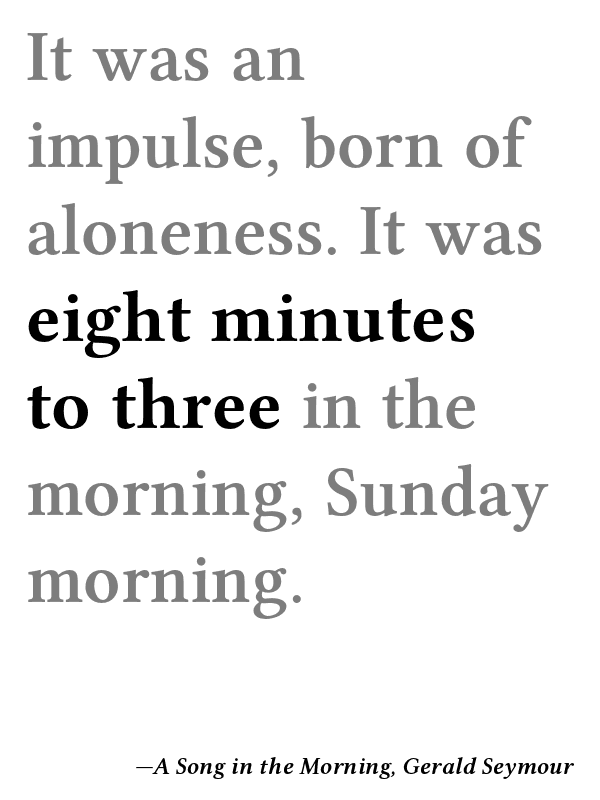 It was an
impulse, born of
aloneness. It was
eight minutes
to three in the
morning, Sunday
morning.
—A Song in the Morning, Gerald Seymour